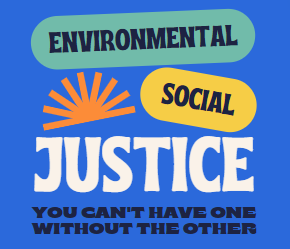 ENVIRONMENTAL
SOCIAL
JUSTICE
YOU CAN'T HAVE ONE
WITHOUT THE OTHER